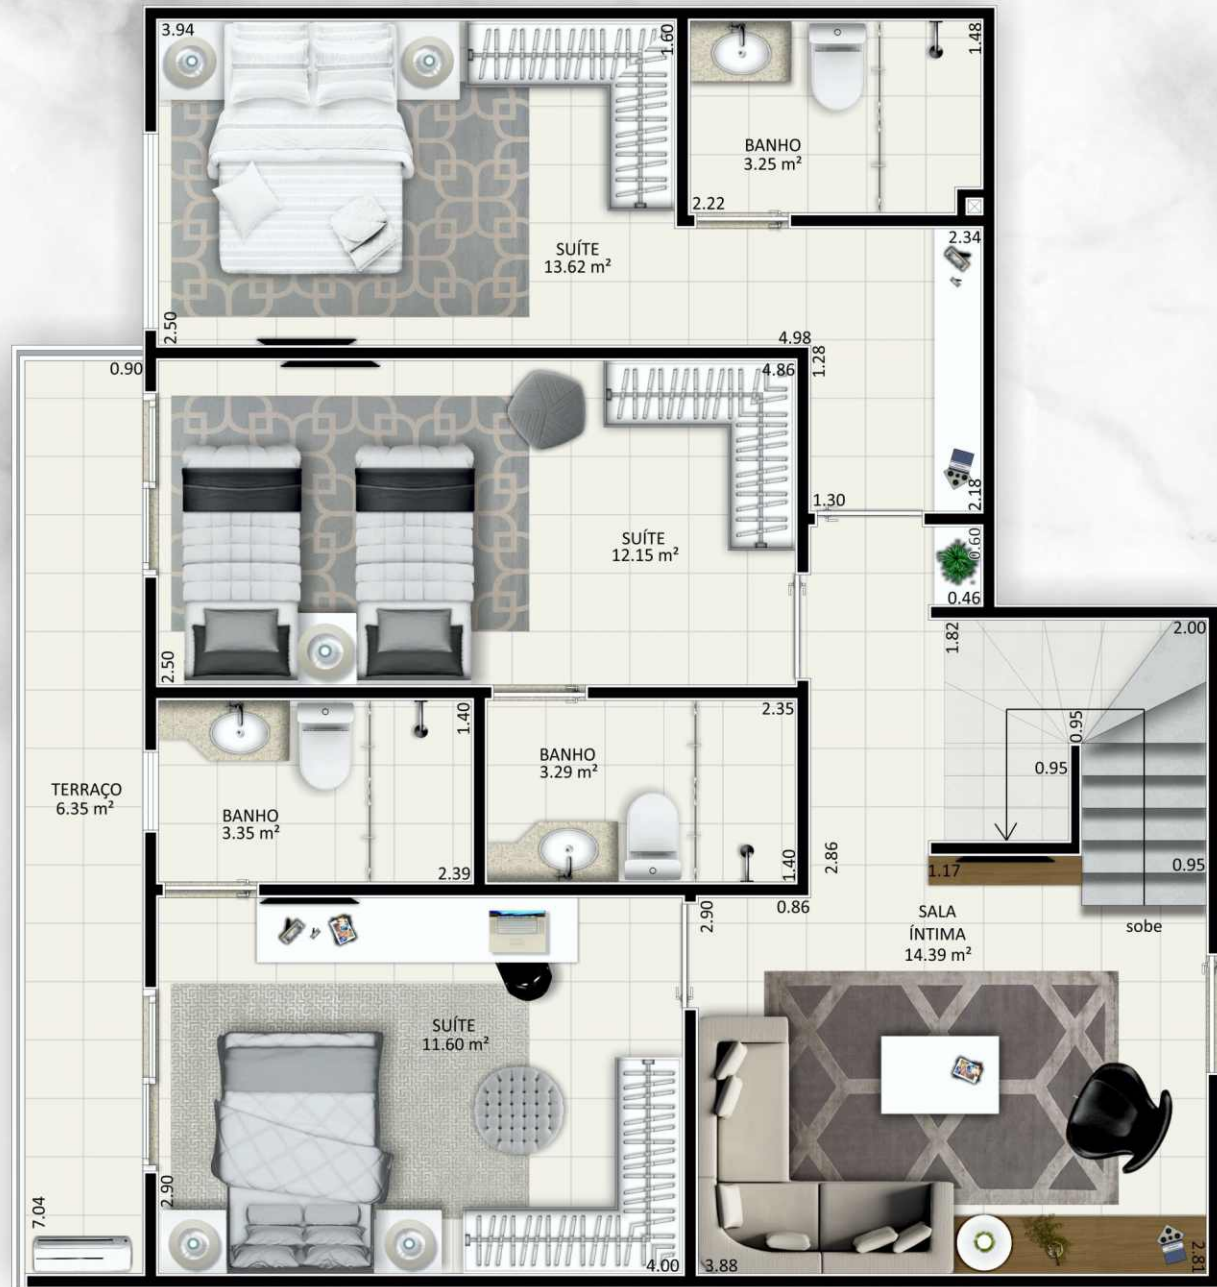 3.94
1.60
1.48
BANHO
3.25 m²
2.22
2.34
SUÍTE
13.62 m²
2.50
4.98
0.90
4.86
1.28
1.30
2.18
SUÍTE
12.15 m²
0.60
0.46
2.50
1.82
2.00
1.40
2.35
0.95
BANHO
3.29 m²
0.95
TERRAÇO
6.35 m²
BANHO
3.35 m²
2.39
1.40
2.86
1.17
0.95
2.90
0.86
SALA
ÍNTIMA
14.39 m²
sobe
SUÍTE
11.60 m²
2.90
7.04
4.00
3.88
2.81